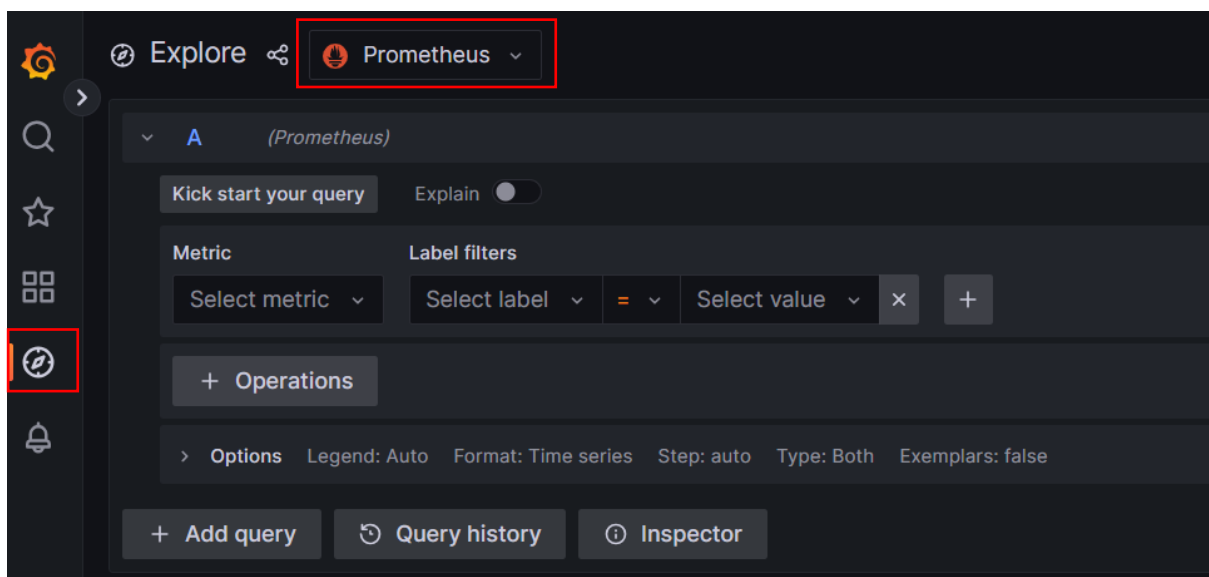 Explore Prometheus
A (Prometheus)
Kick start your query Explain
Metric Label filters
Select metric Select label = Select value × +
+ Operations
> Options Legend: Auto Format: Time series Step: auto Type: Both Exemplars: false
+ Add query Query history Inspector